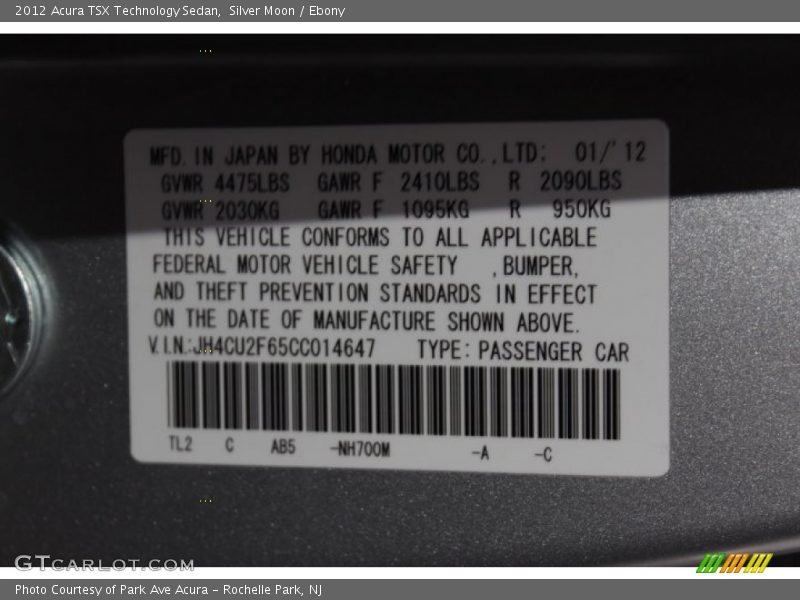 2012 Acura TSX Technology Sedan,  Silver Moon / Ebony
MFD. IN JAPAN BY HONDA MOTOR CO.,LTD: 01/'12
GVWR 4475LBS GAWR F 2410LBS R 2090LBS
GVWR 2030KG GAWR F 1095KG R 950KG
THIS VEHICLE CONFORMS TO ALL APPLICABLE
FEDERAL MOTOR VEHICLE SAFETY ,BUMPER,
AND THEFT PREVENTION STANDARDS IN EFFECT
ON THE DATE OF MANUFACTURE SHOWN ABOVE.
V.I.N.:JH4CU2F65CC014647 TYPE: PASSENGER CAR
TL2 C AB5 -NH700M -A -C
GTCARLOT.COM
Photo Courtesy of Park Ave Acura - Rochelle Park, NJ